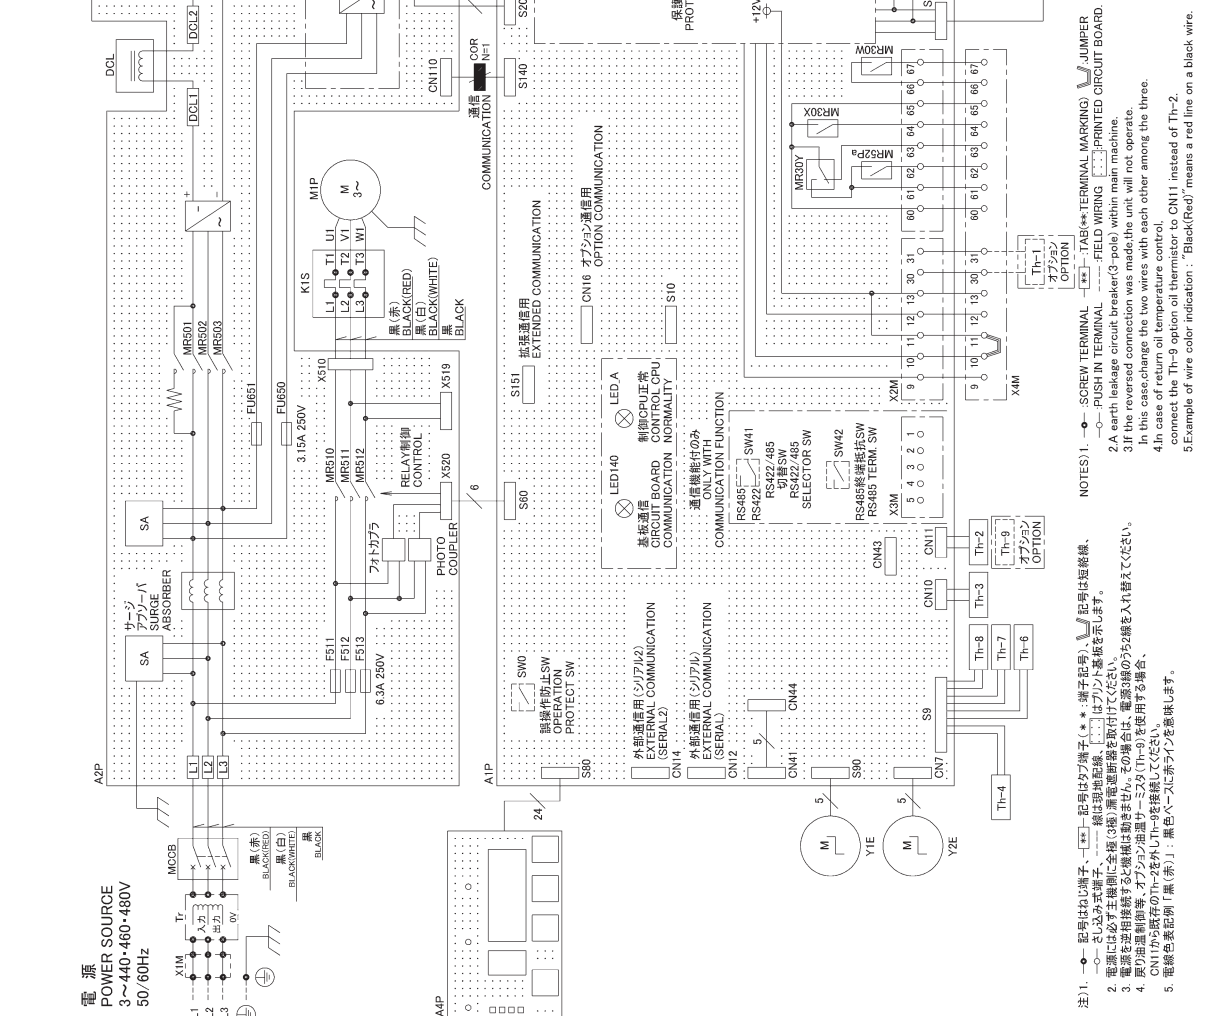 電 源
POWER SOURCE
3〜440・460・480V
50/60Hz
L1
L2
L3
X1M
Tr
入力
出力
0V
MCCB
黒(赤)
BLACK(RED)
黒(白)
BLACK(WHITE)
黒
BLACK
A2P
L1
L2
L3
SA
サージ
アブソーバ
SURGE
ABSORBER
SA
F511
F512
F513
6.3A 250V
フォトカプラ
PHOTO
COUPLER
MR510
MR511
MR512
RELAY制御
CONTROL
X520
X519
X510
FU651
FU650
3.15A 250V
MR501
MR502
MR503
+
-
-
~
DCL
DCL1
DCL2
K1S
L1
L2
L3
T1
T2
T3
U1
V1
W1
M1P
M
3〜
黒(赤)
BLACK(RED)
黒(白)
BLACK(WHITE)
黒
BLACK
~
CN110
COR
N=1
通信
COMMUNICATION
S140
S20
保護
PROT
+12V
S
6
S60
A1P
SW0
誤操作防止SW
OPERATION
PROTECT SW
S80
24
A4P
外部通信用(シリアル2)
EXTERNAL COMMUNICATION
(SERIAL2)
CN14
外部通信用(シリアル)
EXTERNAL COMMUNICATION
(SERIAL)
CN12
CN44
5
CN41
S90
5
M
Y1E
CN7
5
M
Y2E
S9
Th-4
Th-8
Th-7
Th-6
CN10
Th-3
CN11
Th-2
Th-9
オプション
OPTION
CN43
S151
拡張通信用
EXTENDED COMMUNICATION
CN16
オプション通信用
OPTION COMMUNICATION
S10
LED140
基板通信
CIRCUIT BOARD
COMMUNICATION
LED_A
制御CPU正常
CONTROL CPU
NORMALITY
通信機能付のみ
ONLY WITH
COMMUNICATION FUNCTION
RS485
RS422
SW41
RS422/485
切替SW
RS422/485
SELECTOR SW
SW42
RS485終端抵抗SW
RS485 TERM. SW
X3M
5 4 3 2 1
X2M
9 10 11 12 13 30 31
60 61 62 63 64 65 66 67
X4M
9 10 11 12 13 30 31
60 61 62 63 64 65 66 67
MR30Y
MR52Pa
MR30X
MR30W
Th-1
オプション
OPTION
注)1. 記号はねじ端子、 ** 記号はタブ端子(**:端子記号)、 記号は短絡線、
さし込み式端子、 線は現地配線、 はプリント基板を示します。
2. 電源には必ず主機側に全極(3極)漏電遮断器を取付けてください。
3. 電源を逆相接続すると機械は動きません。その場合は、電源3線のうち2線を入れ替えてください。
4. 戻り油温制御等、オプション油温サーミスタ(Th-9)を使用する場合、
CN11から既存のTh-2を外しTh-9を接続してください。
5. 電線色表記例「黒(赤)」: 黒色ベースに赤ラインを意味します。
NOTES)1. :SCREW TERMINAL ** :TAB(**:TERMINAL MARKING) :JUMPER
:PUSH IN TERMINAL :FIELD WIRING :PRINTED CIRCUIT BOARD.
2.A earth leakage circuit breaker(3-pole) within main machine.
3.If the reversed connection was made,the unit will not operate.
In this case,change the two wires with each other among the three.
4.In case of return oil temperature control,
connect the Th-9 option oil thermistor to CN11 instead of Th-2.
5.Example of wire color indication : "Black(Red)"means a red line on a black wire.